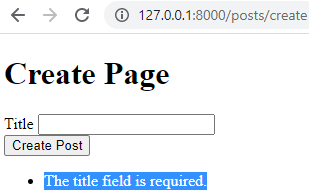 127.0.0.1:8000/posts/create
Create Page
Title
Create Post
The title field is required.